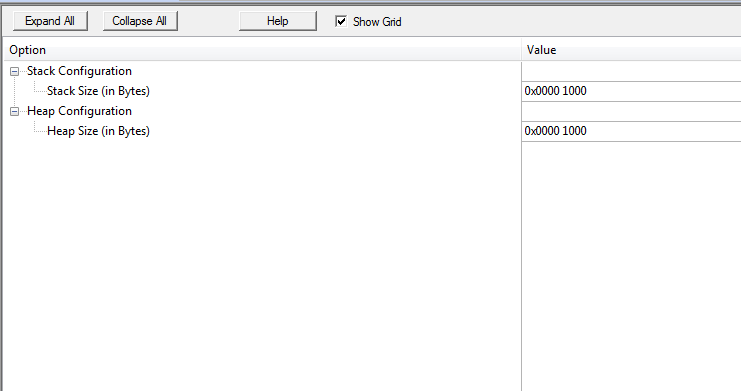 Expand All Collapse All Help Show Grid
Option Value
Stack Configuration
Stack Size (in Bytes) 0x0000 1000
Heap Configuration
Heap Size (in Bytes) 0x0000 1000